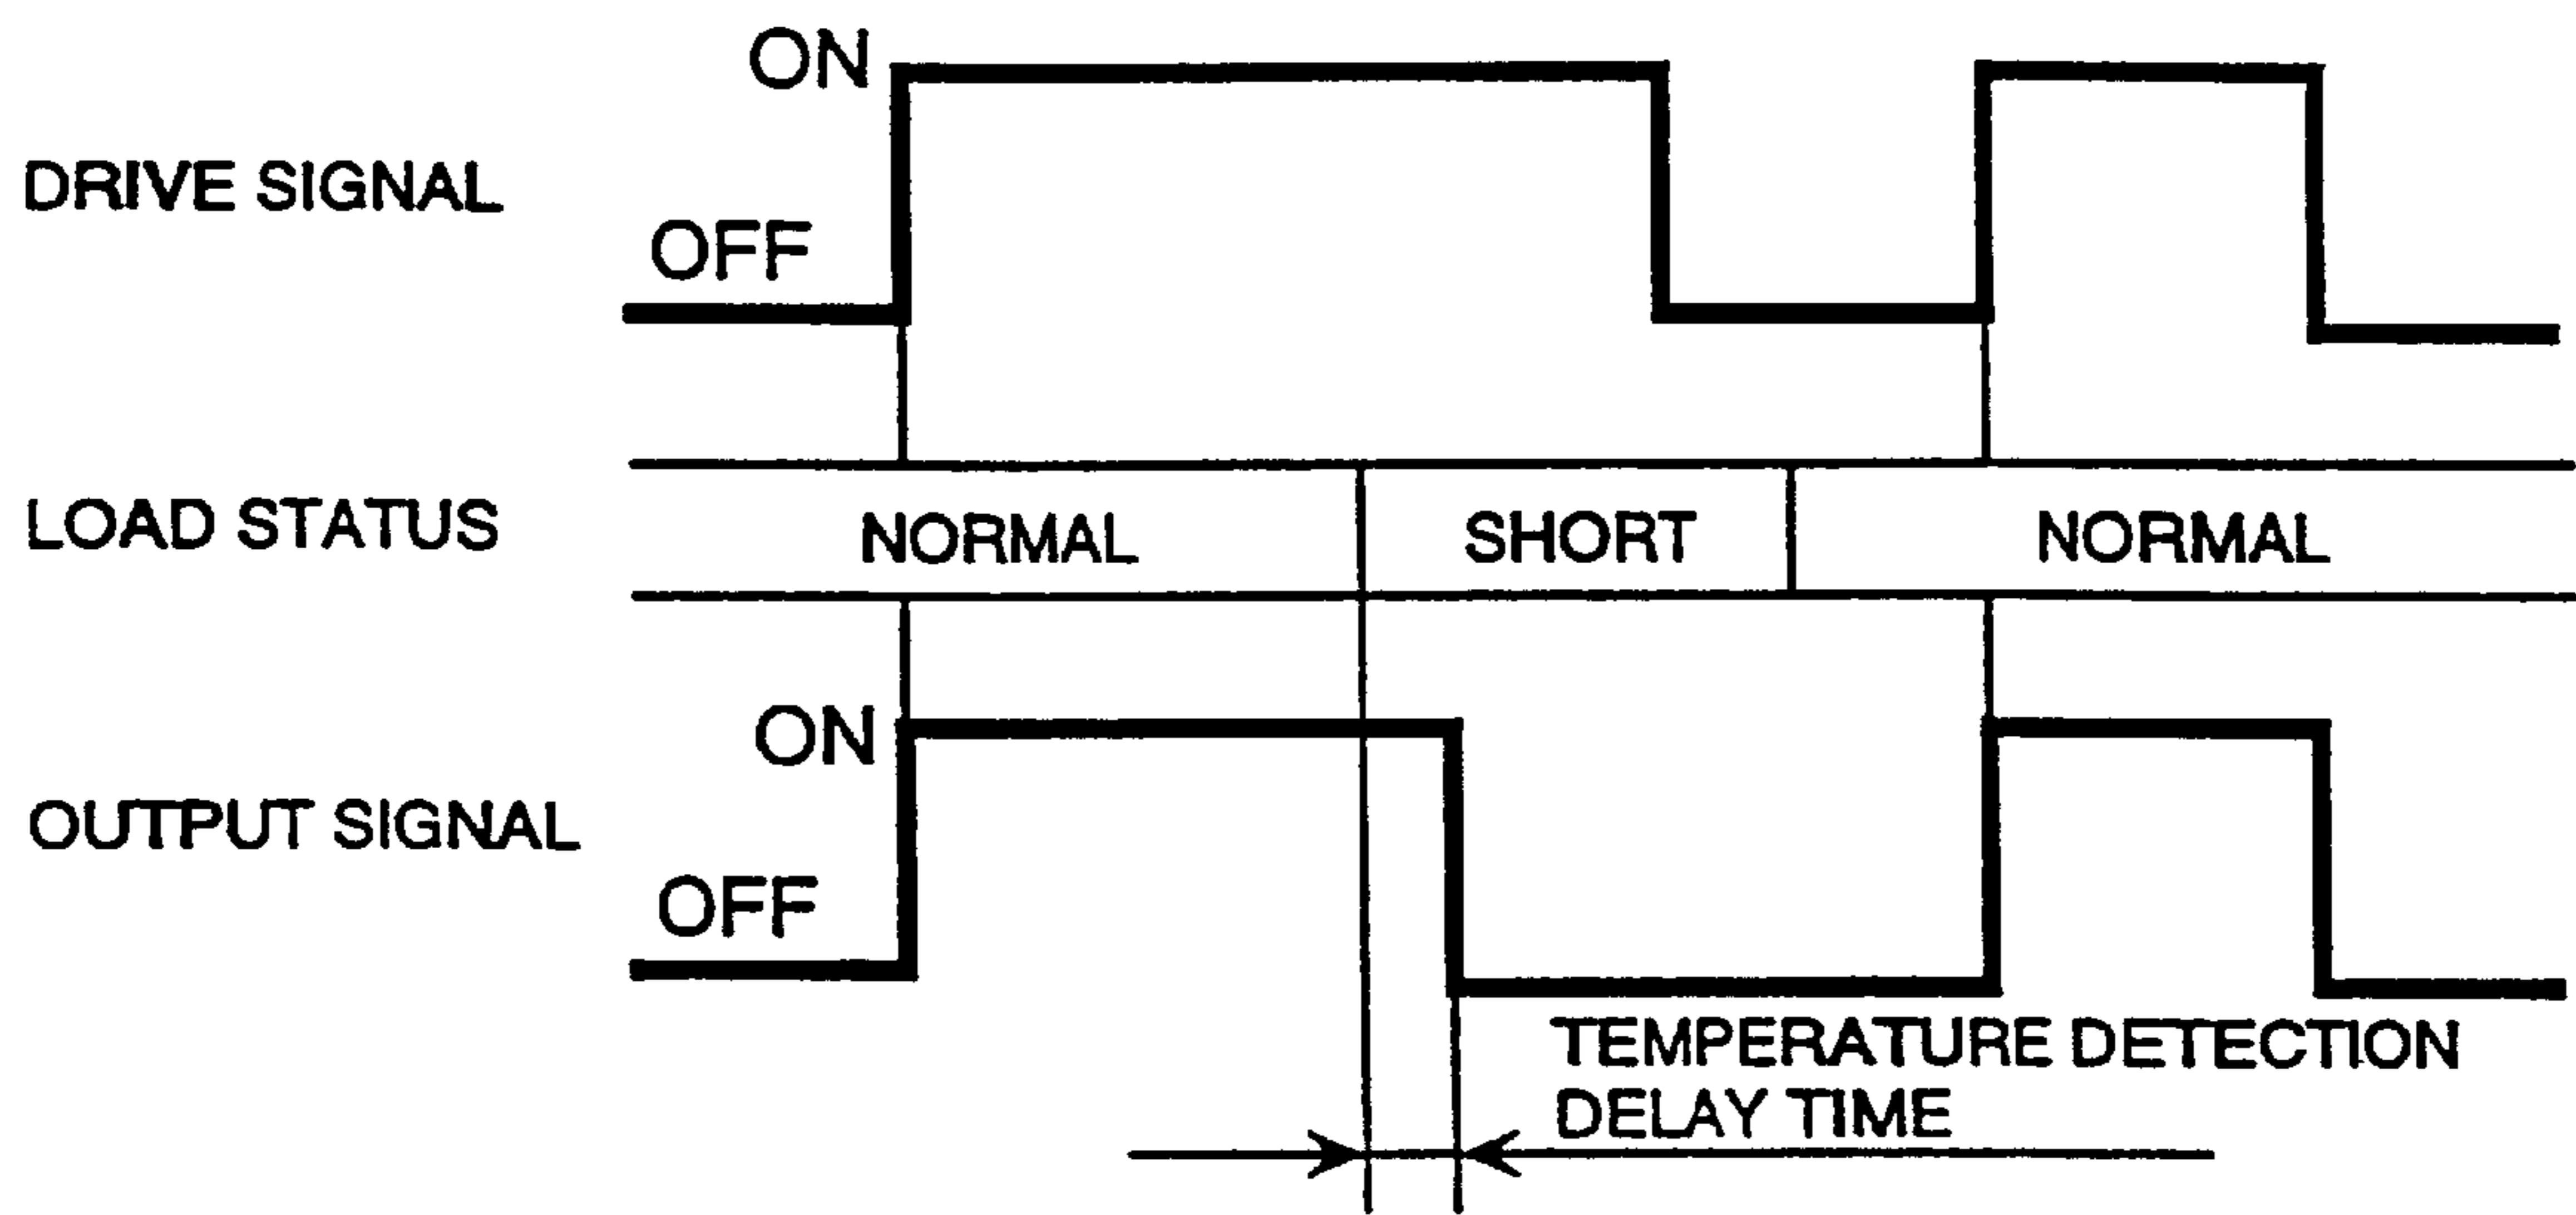 ON
DRIVE SIGNAL
OFF
LOAD STATUS
NORMAL
SHORT
NORMAL
ON
OUTPUT SIGNAL
OFF
TEMPERATURE DETECTION
DELAY TIME